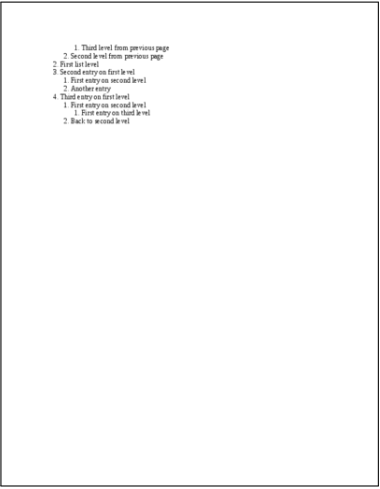 1. Third level from previous page
2. Second level from previous page
2. First list level
3. Second entry on first level
1. First entry on second level
2. Another entry
4. Third entry on first level
1. First entry on second level
1. First entry on third level
2. Back to second level